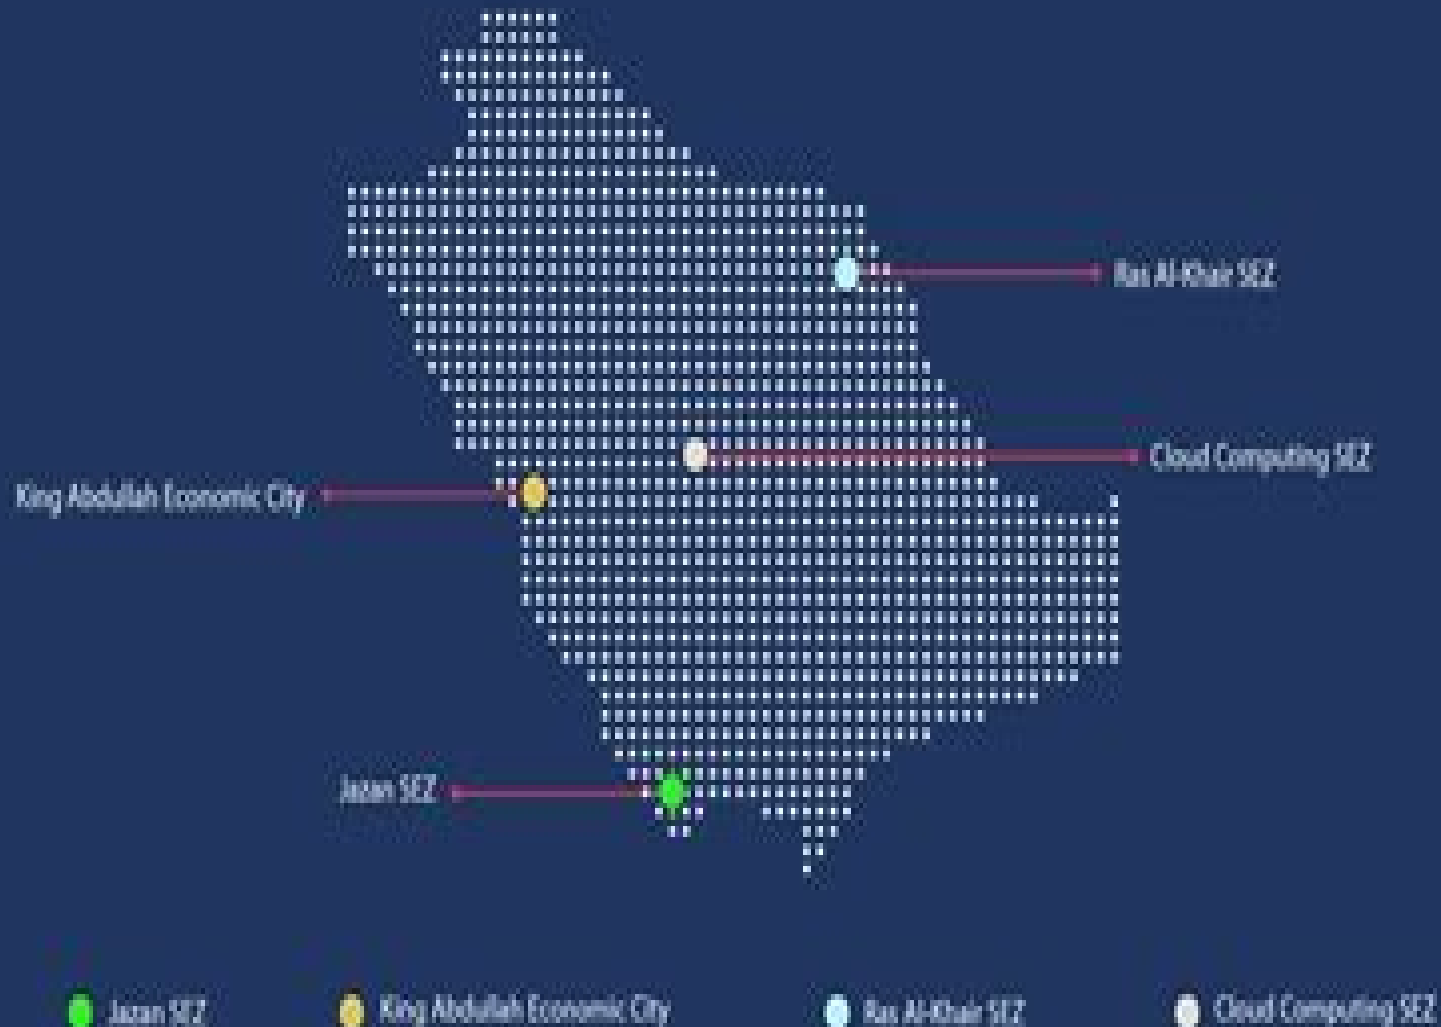 Ras Al-Khair SEZ
Cloud Computing SEZ
King Abdullah Economic City
Jazan SEZ
Jazan SEZ
King Abdullah Economic City
Ras Al-Khair SEZ
Cloud Computing SEZ